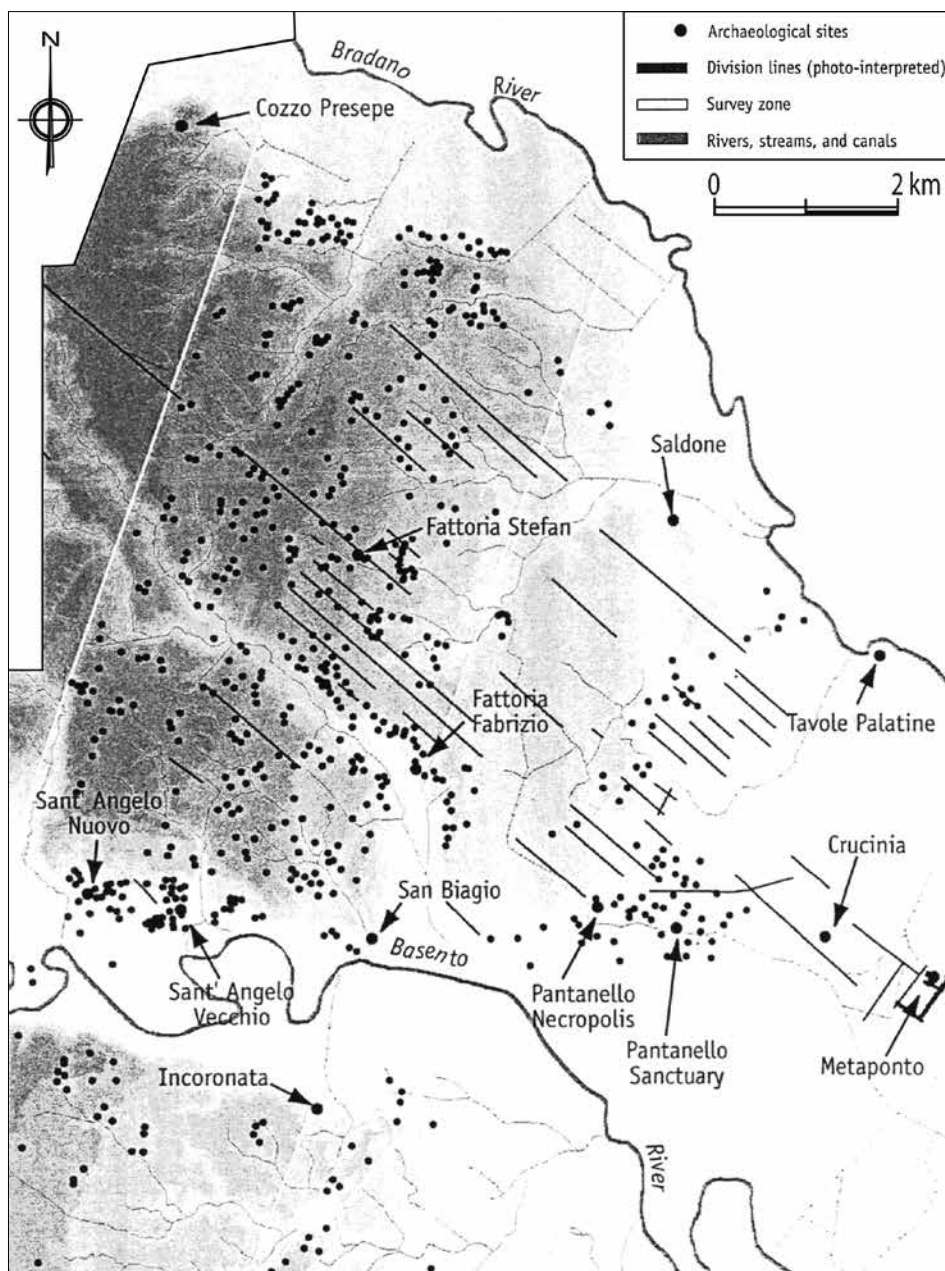 N
Bradano
River
Archaeological sites
Division lines (photo-interpreted)
Survey zone
Rivers, streams, and canals
0 2 km
Cozzo Presepe
Saldone
Fattoria Stefan
Fattoria
Fabrizio
Tavole Palatine
Sant' Angelo
Nuovo
Crucinia
San Biagio
Basento
Sant' Angelo
Vecchio
Pantanello
Necropolis
Pantanello
Sanctuary
Metaponto
Incoronata
River